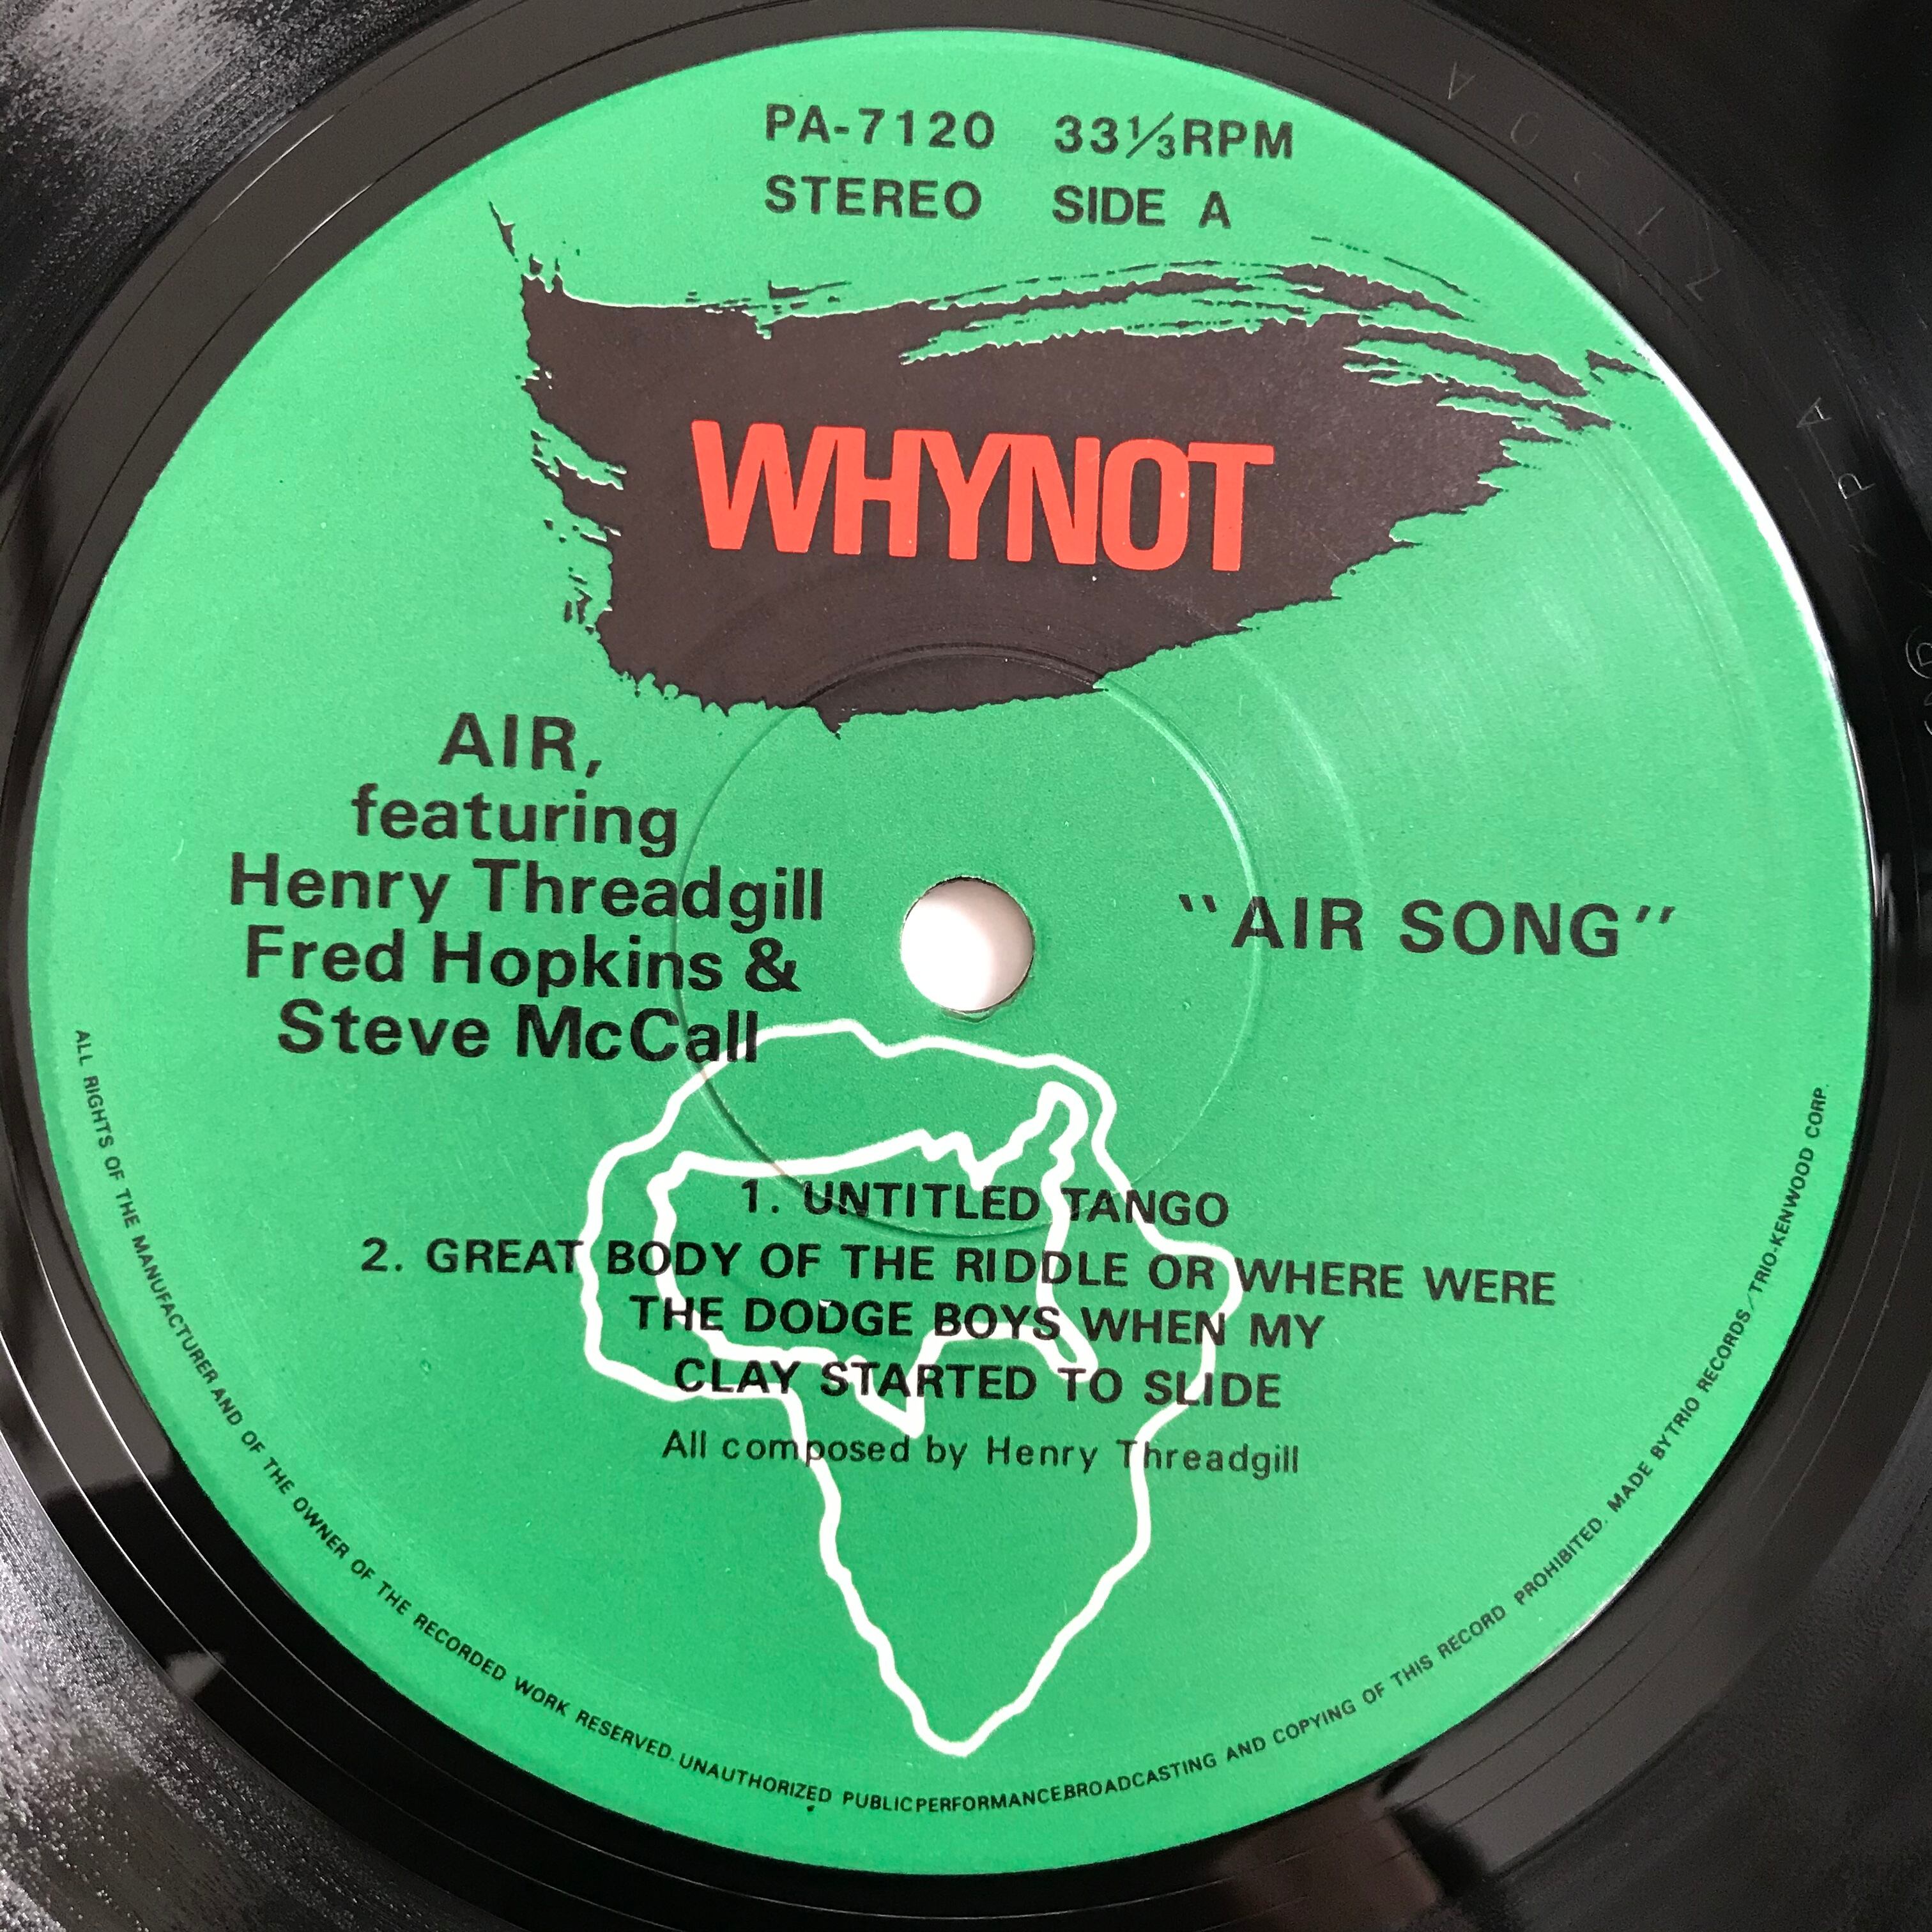 PA-7120 33⅓RPM
STEREO SIDE A
WHYNOT
AIR,
featuring
Henry Threadgill
Fred Hopkins &
Steve McCall
"AIR SONG"
1. UNTITLED TANGO
2. GREAT BODY OF THE RIDDLE OR WHERE WERE
THE DODGE BOYS WHEN MY
CLAY STARTED TO SLIDE
All composed by Henry Threadgill
ALL RIGHTS OF THE MANUFACTURER AND OF THE OWNER OF THE RECORDED WORK RESERVED. UNAUTHORIZED PUBLIC PERFORMANCE BROADCASTING AND COPYING OF THIS RECORD PROHIBITED. MADE BY TRIO RECORDS/TRIO-KENWOOD CORP.